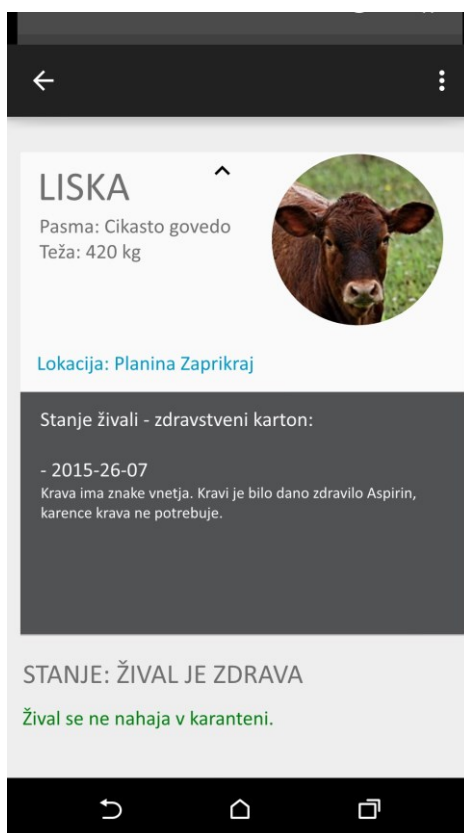 LISKA
Pasma: Cikasto govedo
Teža: 420 kg
Lokacija: Planina Zaprikraj
Stanje živali - zdravstveni karton:
- 2015-26-07
Krava ima znake vnetja. Kravi je bilo dano zdravilo Aspirin,
karence krava ne potrebuje.
STANJE: ŽIVAL JE ZDRAVA
Žival se ne nahaja v karanteni.